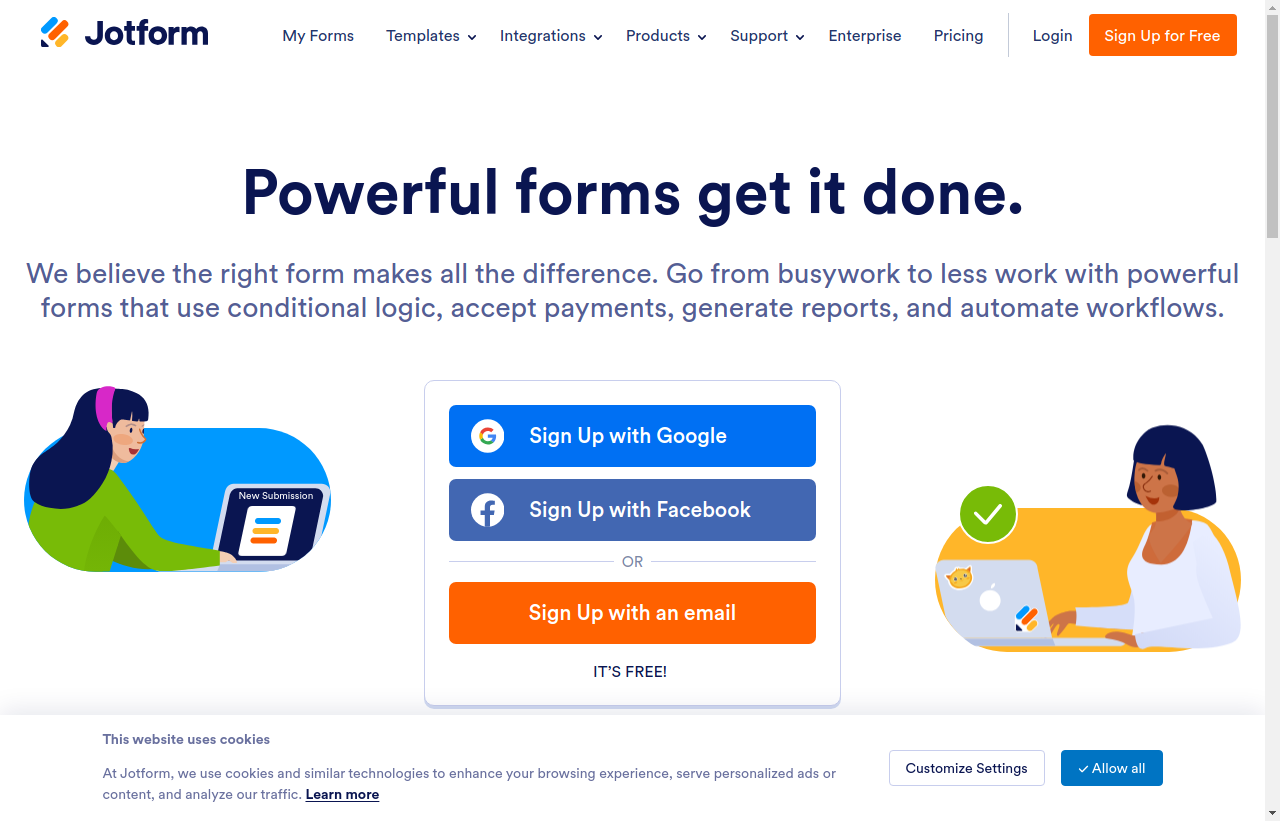 Jotform
My Forms
Templates
Integrations
Products
Support
Enterprise
Pricing
Login
Sign Up for Free
Powerful forms get it done.
We believe the right form makes all the difference. Go from busywork to less work with powerful
forms that use conditional logic, accept payments, generate reports, and automate workflows.
New Submission
Sign Up with Google
Sign Up with Facebook
OR
Sign Up with an email
IT'S FREE!
This website uses cookies
At Jotform, we use cookies and similar technologies to enhance your browsing experience, serve personalized ads or
content, and analyze our traffic. Learn more
Customize Settings
Allow all